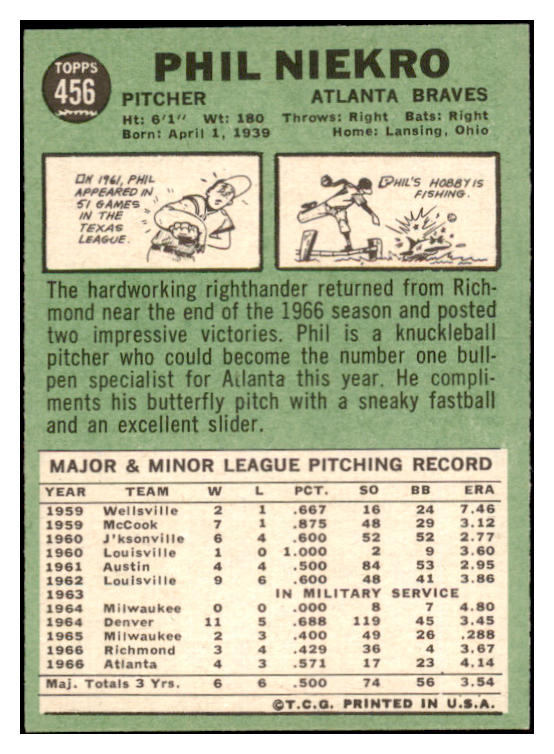 TOPPS
456
PHIL NIEKRO
PITCHER ATLANTA BRAVES
Ht: 6'1" Wt: 180 Throws: Right Bats: Right
Born: April 1, 1939 Home: Lansing, Ohio
IN 1961, PHIL
APPEARED IN
51 GAMES
IN THE
TEXAS
LEAGUE.
PHIL'S HOBBY IS
FISHING.
The hardworking righthander returned from Rich-
mond near the end of the 1966 season and posted
two impressive victories. Phil is a knuckleball
pitcher who could become the number one bull-
pen specialist for Atlanta this year. He compli-
ments his butterfly pitch with a sneaky fastball
and an excellent slider.
MAJOR & MINOR LEAGUE PITCHING RECORD
YEAR TEAM W L PCT. SO BB ERA
1959 Wellsville 2 1 .667 16 24 7.46
1959 McCook 7 1 .875 48 29 3.12
1960 J'ksonville 6 4 .600 52 52 2.77
1960 Louisville 1 0 1.000 2 9 3.60
1961 Austin 4 4 .500 84 53 2.95
1962 Louisville 9 6 .600 48 41 3.86
1963 IN MILITARY SERVICE
1964 Milwaukee 0 0 .000 8 7 4.80
1964 Denver 11 5 .688 119 45 3.45
1965 Milwaukee 2 3 .400 49 26 .288
1966 Richmond 3 4 .429 36 4 3.67
1966 Atlanta 4 3 .571 17 23 4.14
Maj. Totals 3 Yrs. 6 6 .500 74 56 3.54
©T.C.G. PRINTED IN U.S.A.